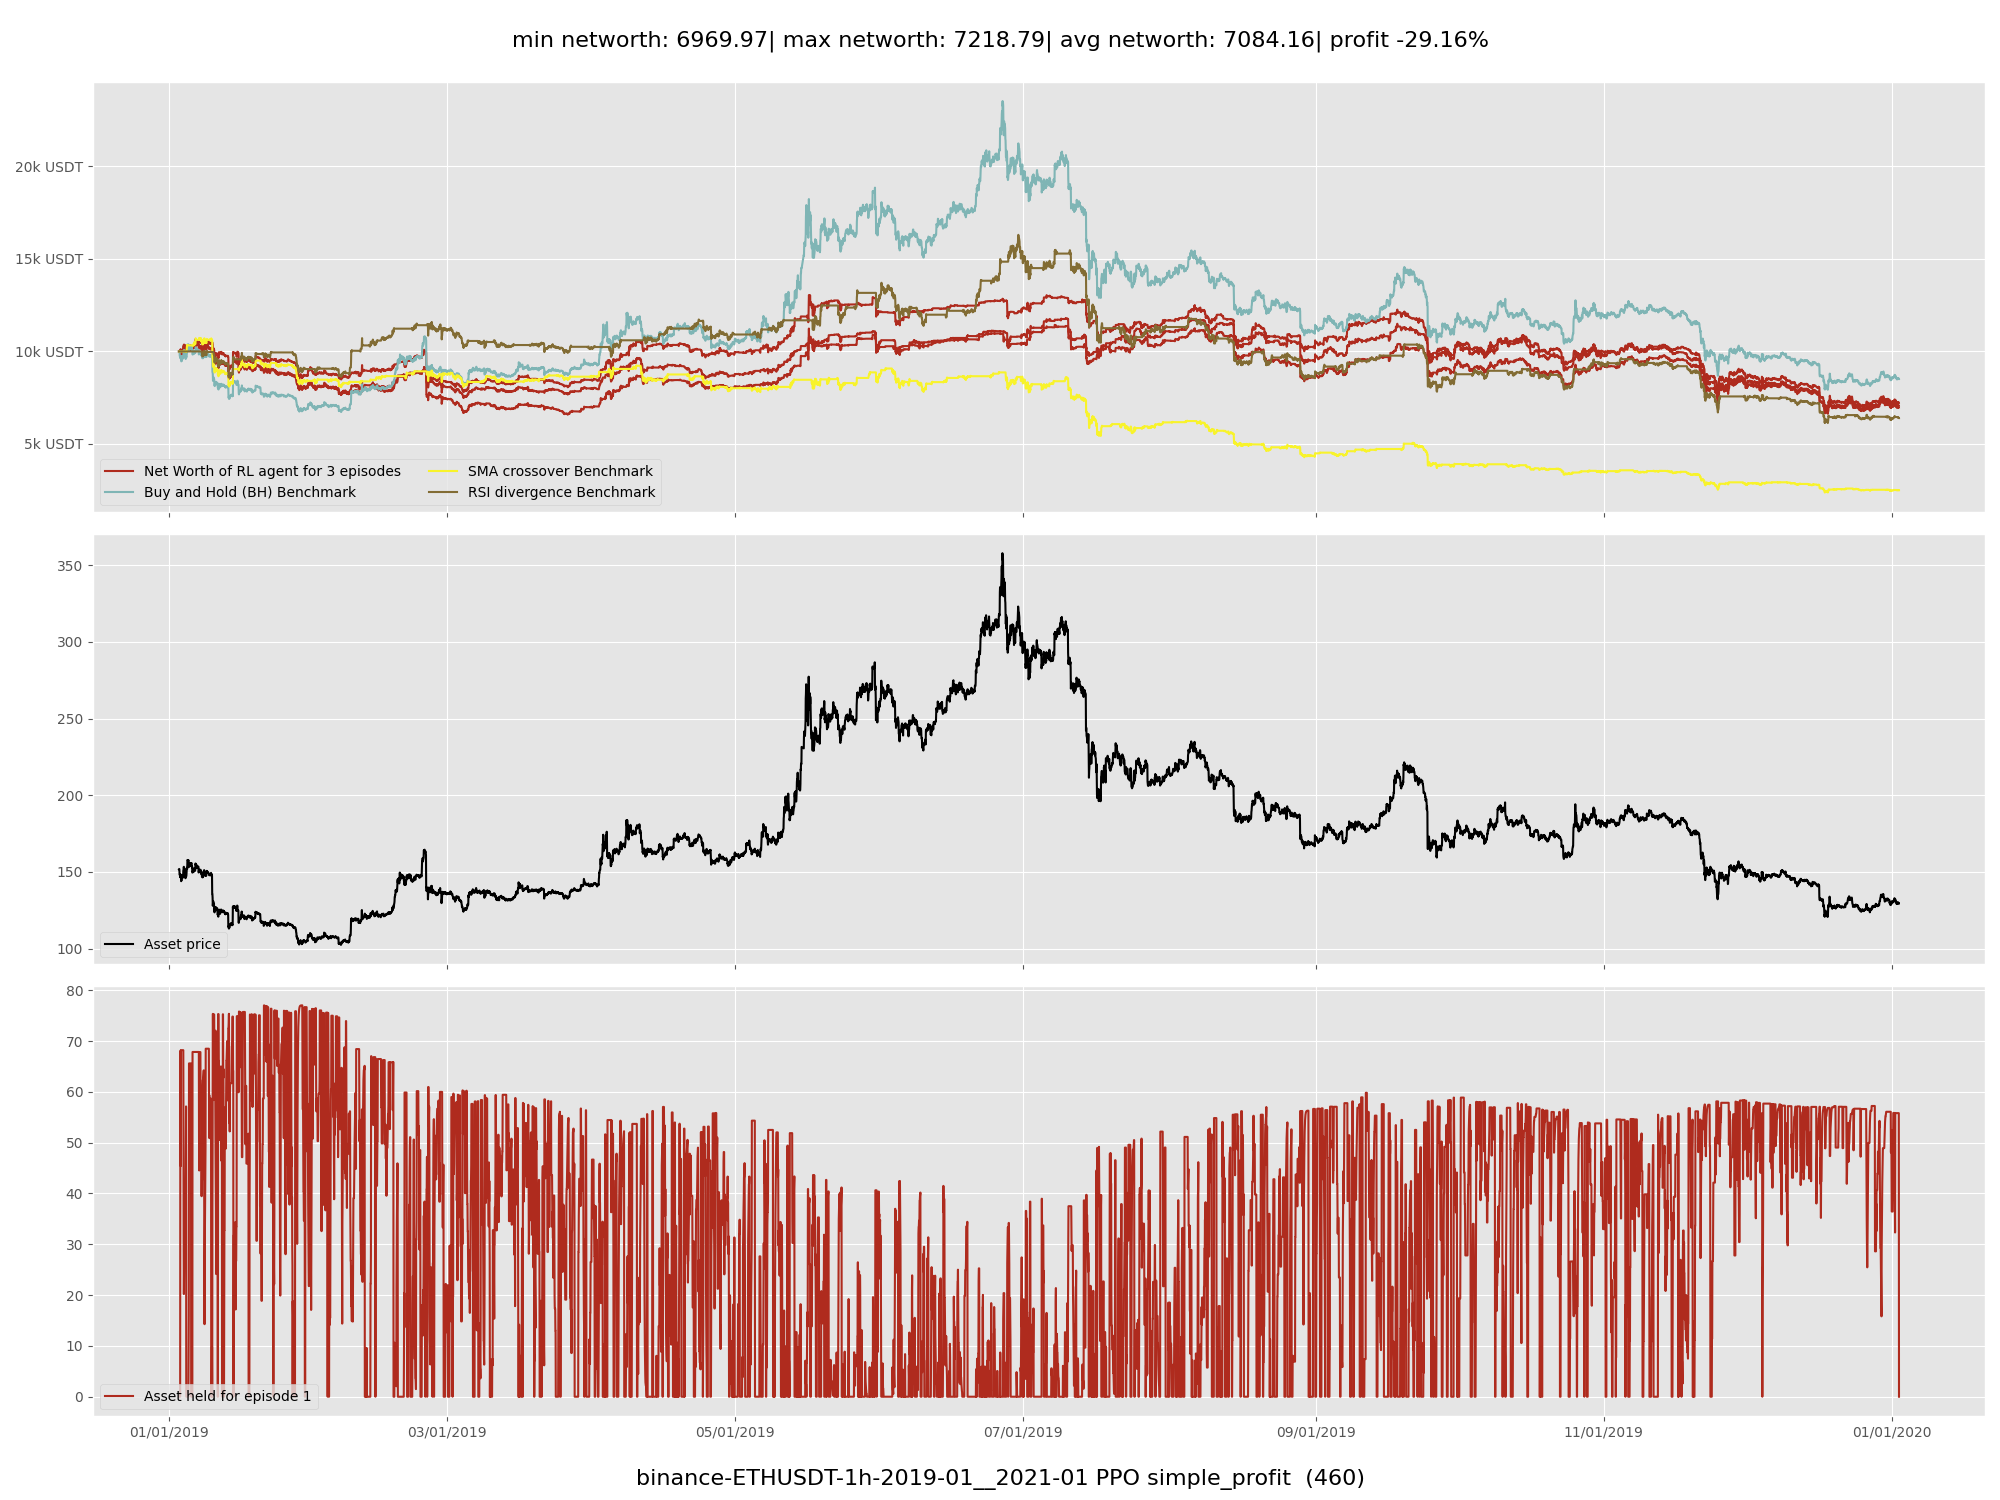 min networth: 6969.97| max networth: 7218.79| avg networth: 7084.16| profit -29.16%
20k USDT
15k USDT
10k USDT
5k USDT
Net Worth of RL agent for 3 episodes
Buy and Hold (BH) Benchmark
SMA crossover Benchmark
RSI divergence Benchmark
350
300
250
200
150
100
Asset price
80
70
60
50
40
30
20
10
0
Asset held for episode 1
01/01/2019 03/01/2019 05/01/2019 07/01/2019 09/01/2019 11/01/2019 01/01/2020
binance-ETHUSDT-1h-2019-01__2021-01 PPO simple_profit (460)